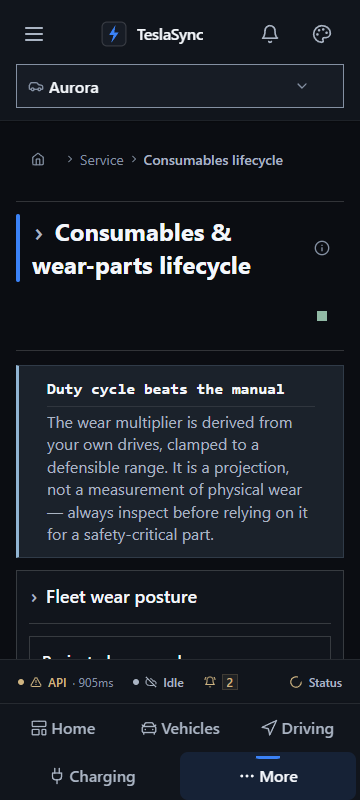 TeslaSync
Aurora
Service
Consumables lifecycle
Consumables &
wear-parts lifecycle
Duty cycle beats the manual
The wear multiplier is derived from
your own drives, clamped to a
defensible range. It is a projection,
not a measurement of physical wear
— always inspect before relying on it
for a safety-critical part.
Fleet wear posture
API · 905ms
Idle
2
Status
Home
Vehicles
Driving
Charging
More